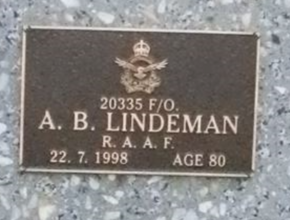 20335 F/O.
A. B. LINDEMAN
R. A. A. F.
22. 7. 1998 AGE 80